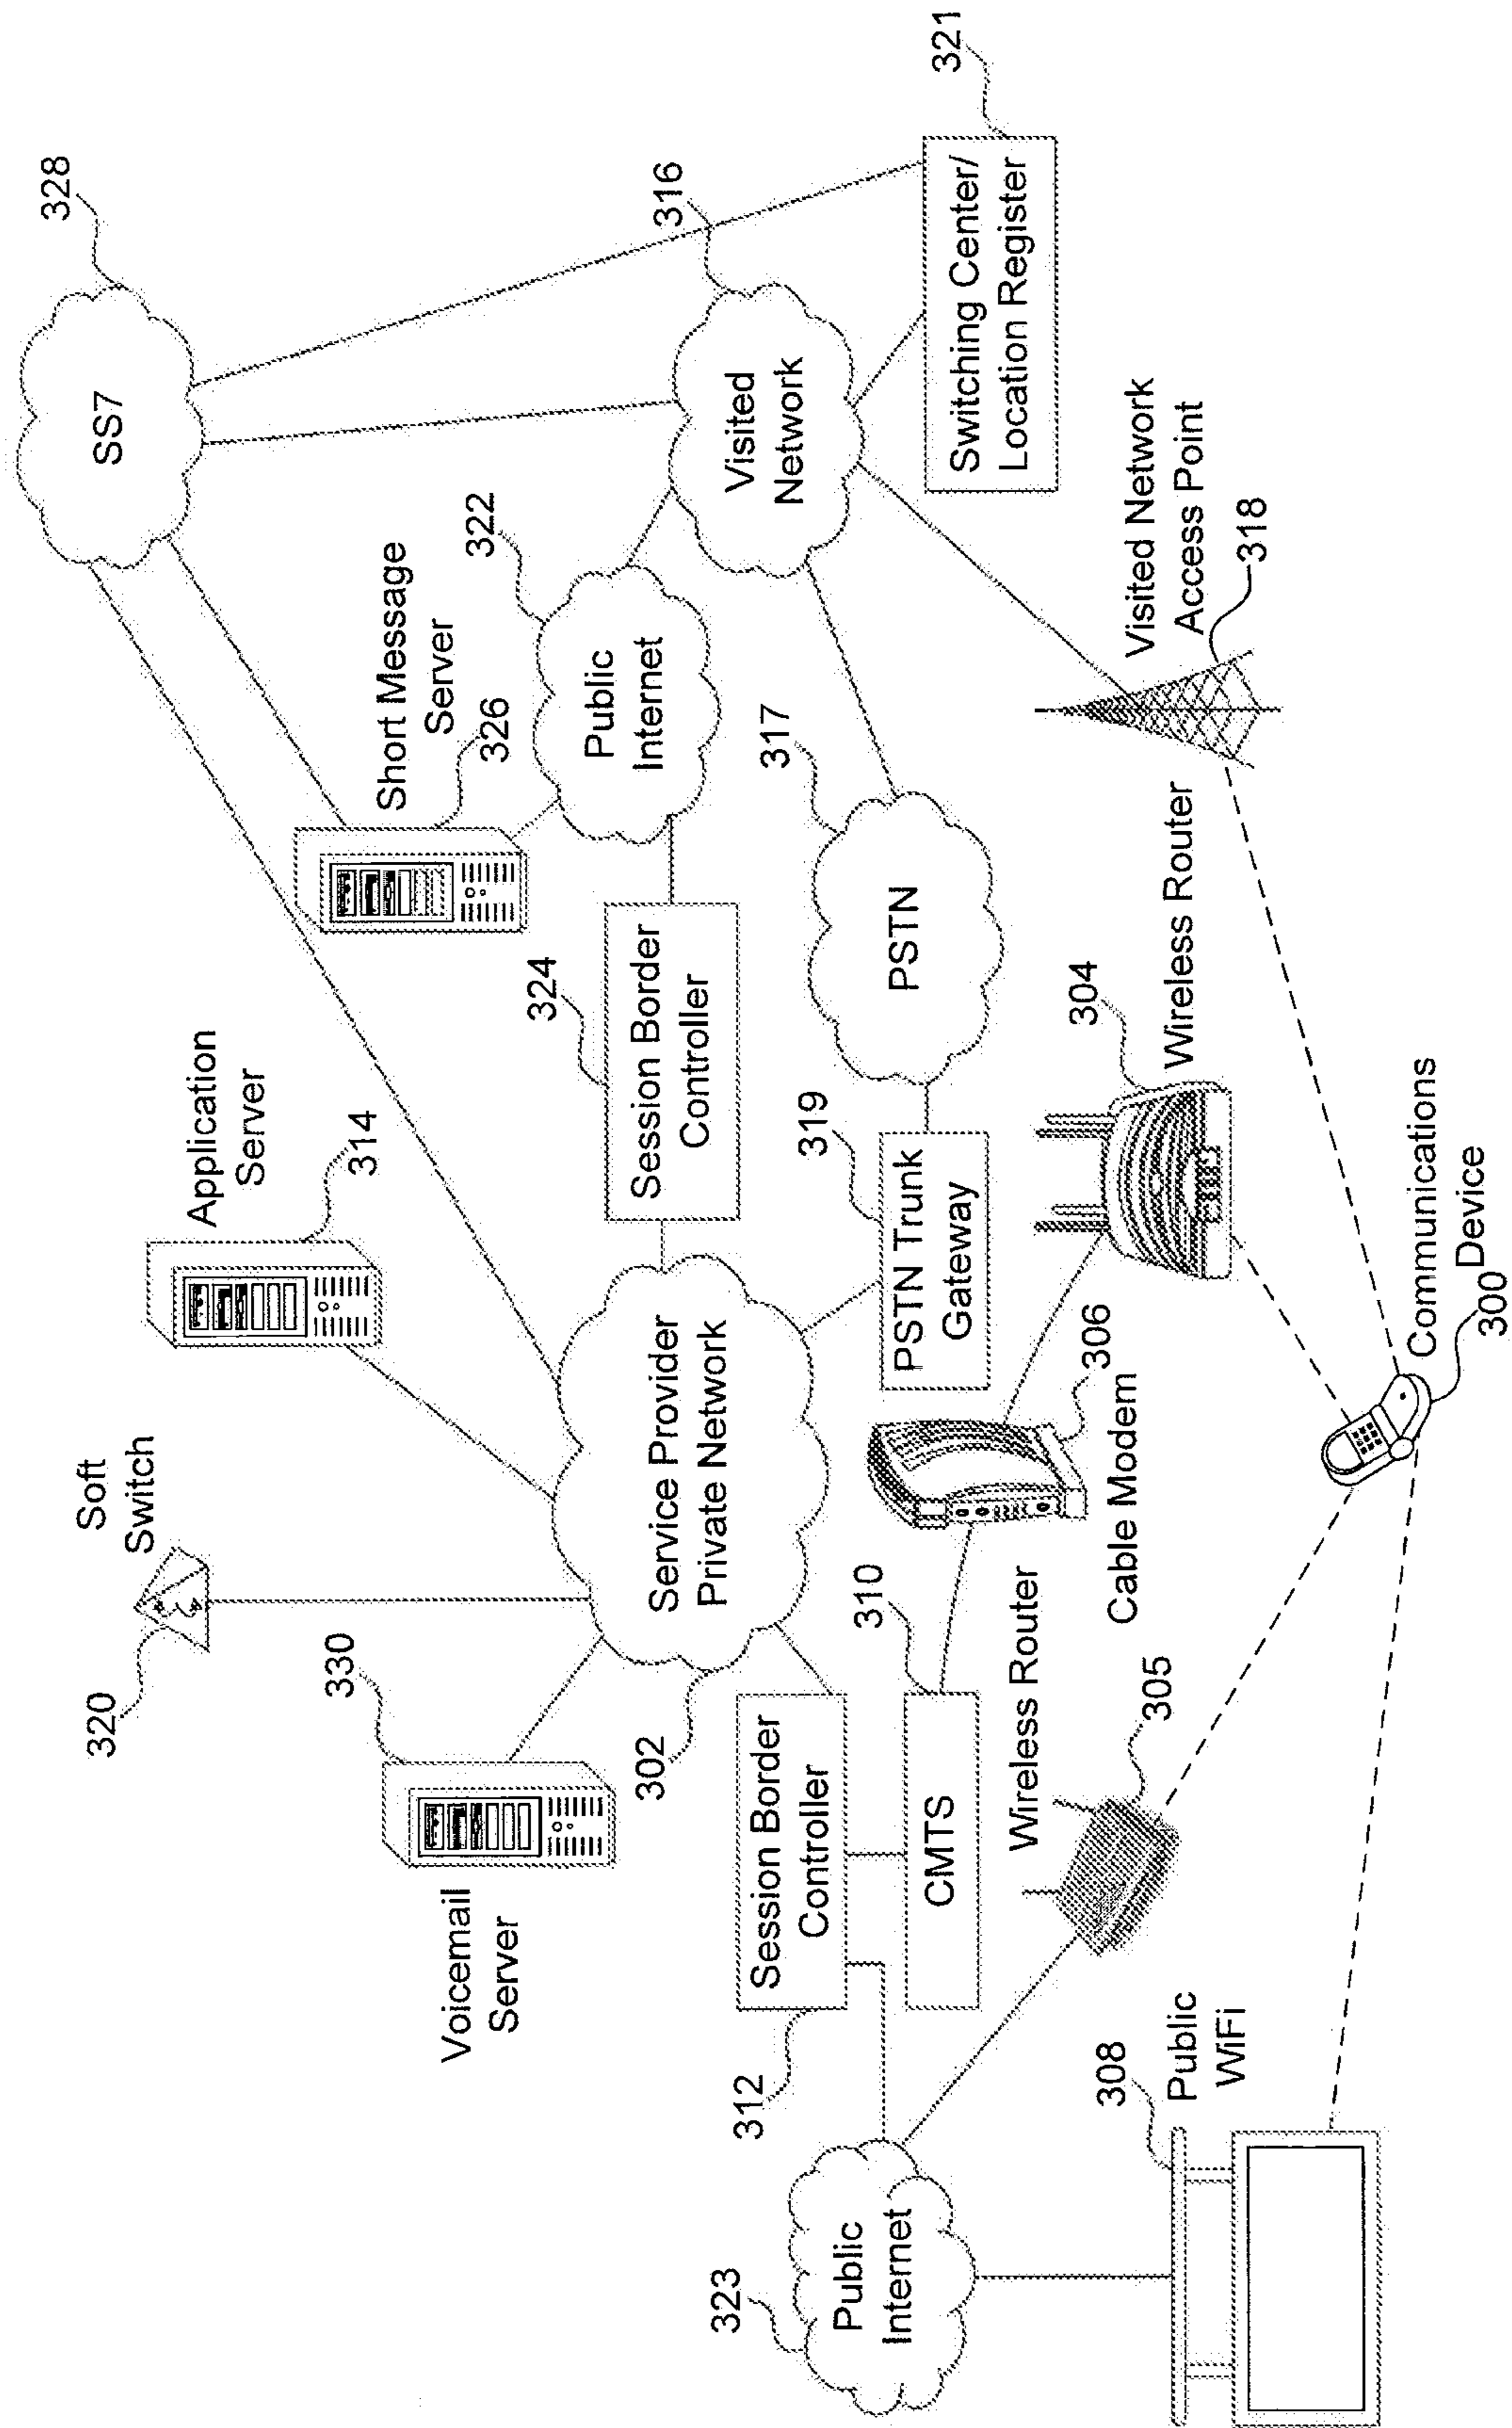 328
SS7
Application
Server
314
Soft
Switch
320
330
Voicemail
Server
Short Message
Server
326
322
Public
Internet
316
Visited
Network
321
Switching Center/
Location Register
324
Session Border
Controller
Service Provider
Private Network
302
317
PSTN
319
PSTN Trunk
Gateway
Session Border
Controller
312
310
CMTS
323
Public
Internet
306
Cable Modem
304
Wireless Router
Visited Network
Access Point
318
Wireless Router
305
308
Public
WiFi
Communications
Device
300